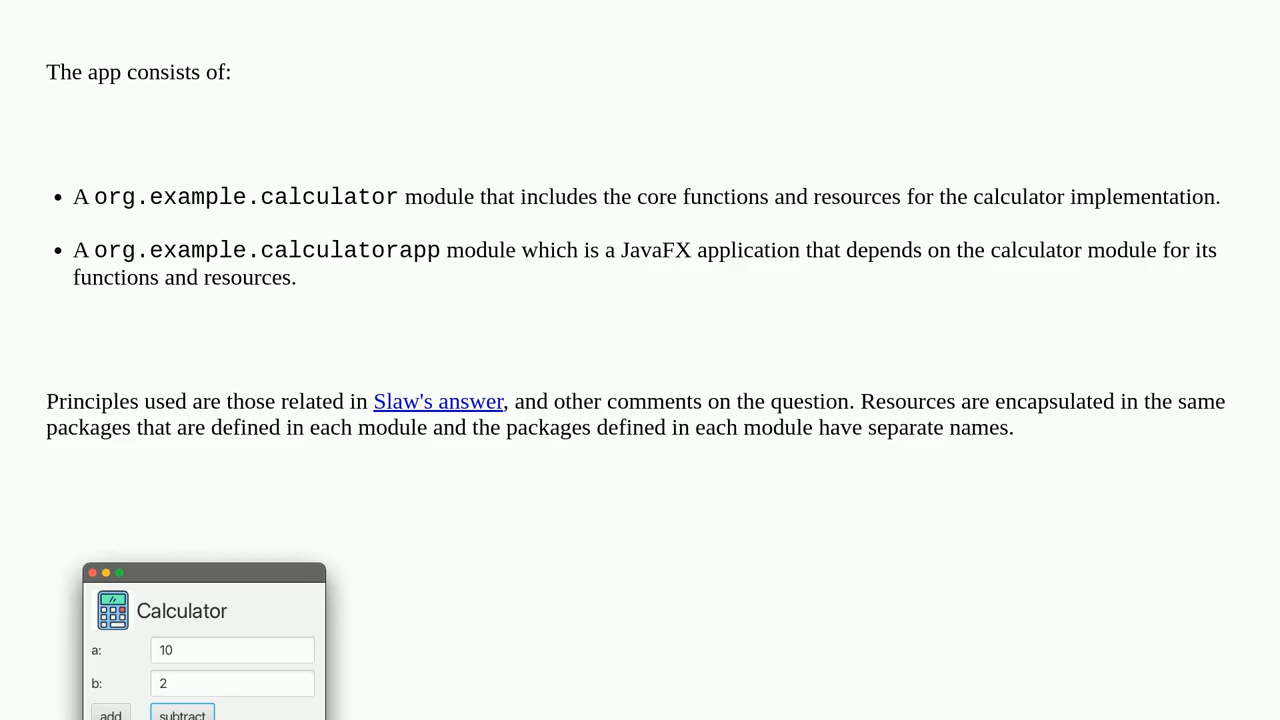 The app consists of:
• A org.example.calculator module that includes the core functions and resources for the calculator implementation.
• A org.example.calculatorapp module which is a JavaFX application that depends on the calculator module for its
functions and resources.
Principles used are those related in Slaw's answer, and other comments on the question. Resources are encapsulated in the same
packages that are defined in each module and the packages defined in each module have separate names.
Calculator
a: 10
b: 2
add subtract